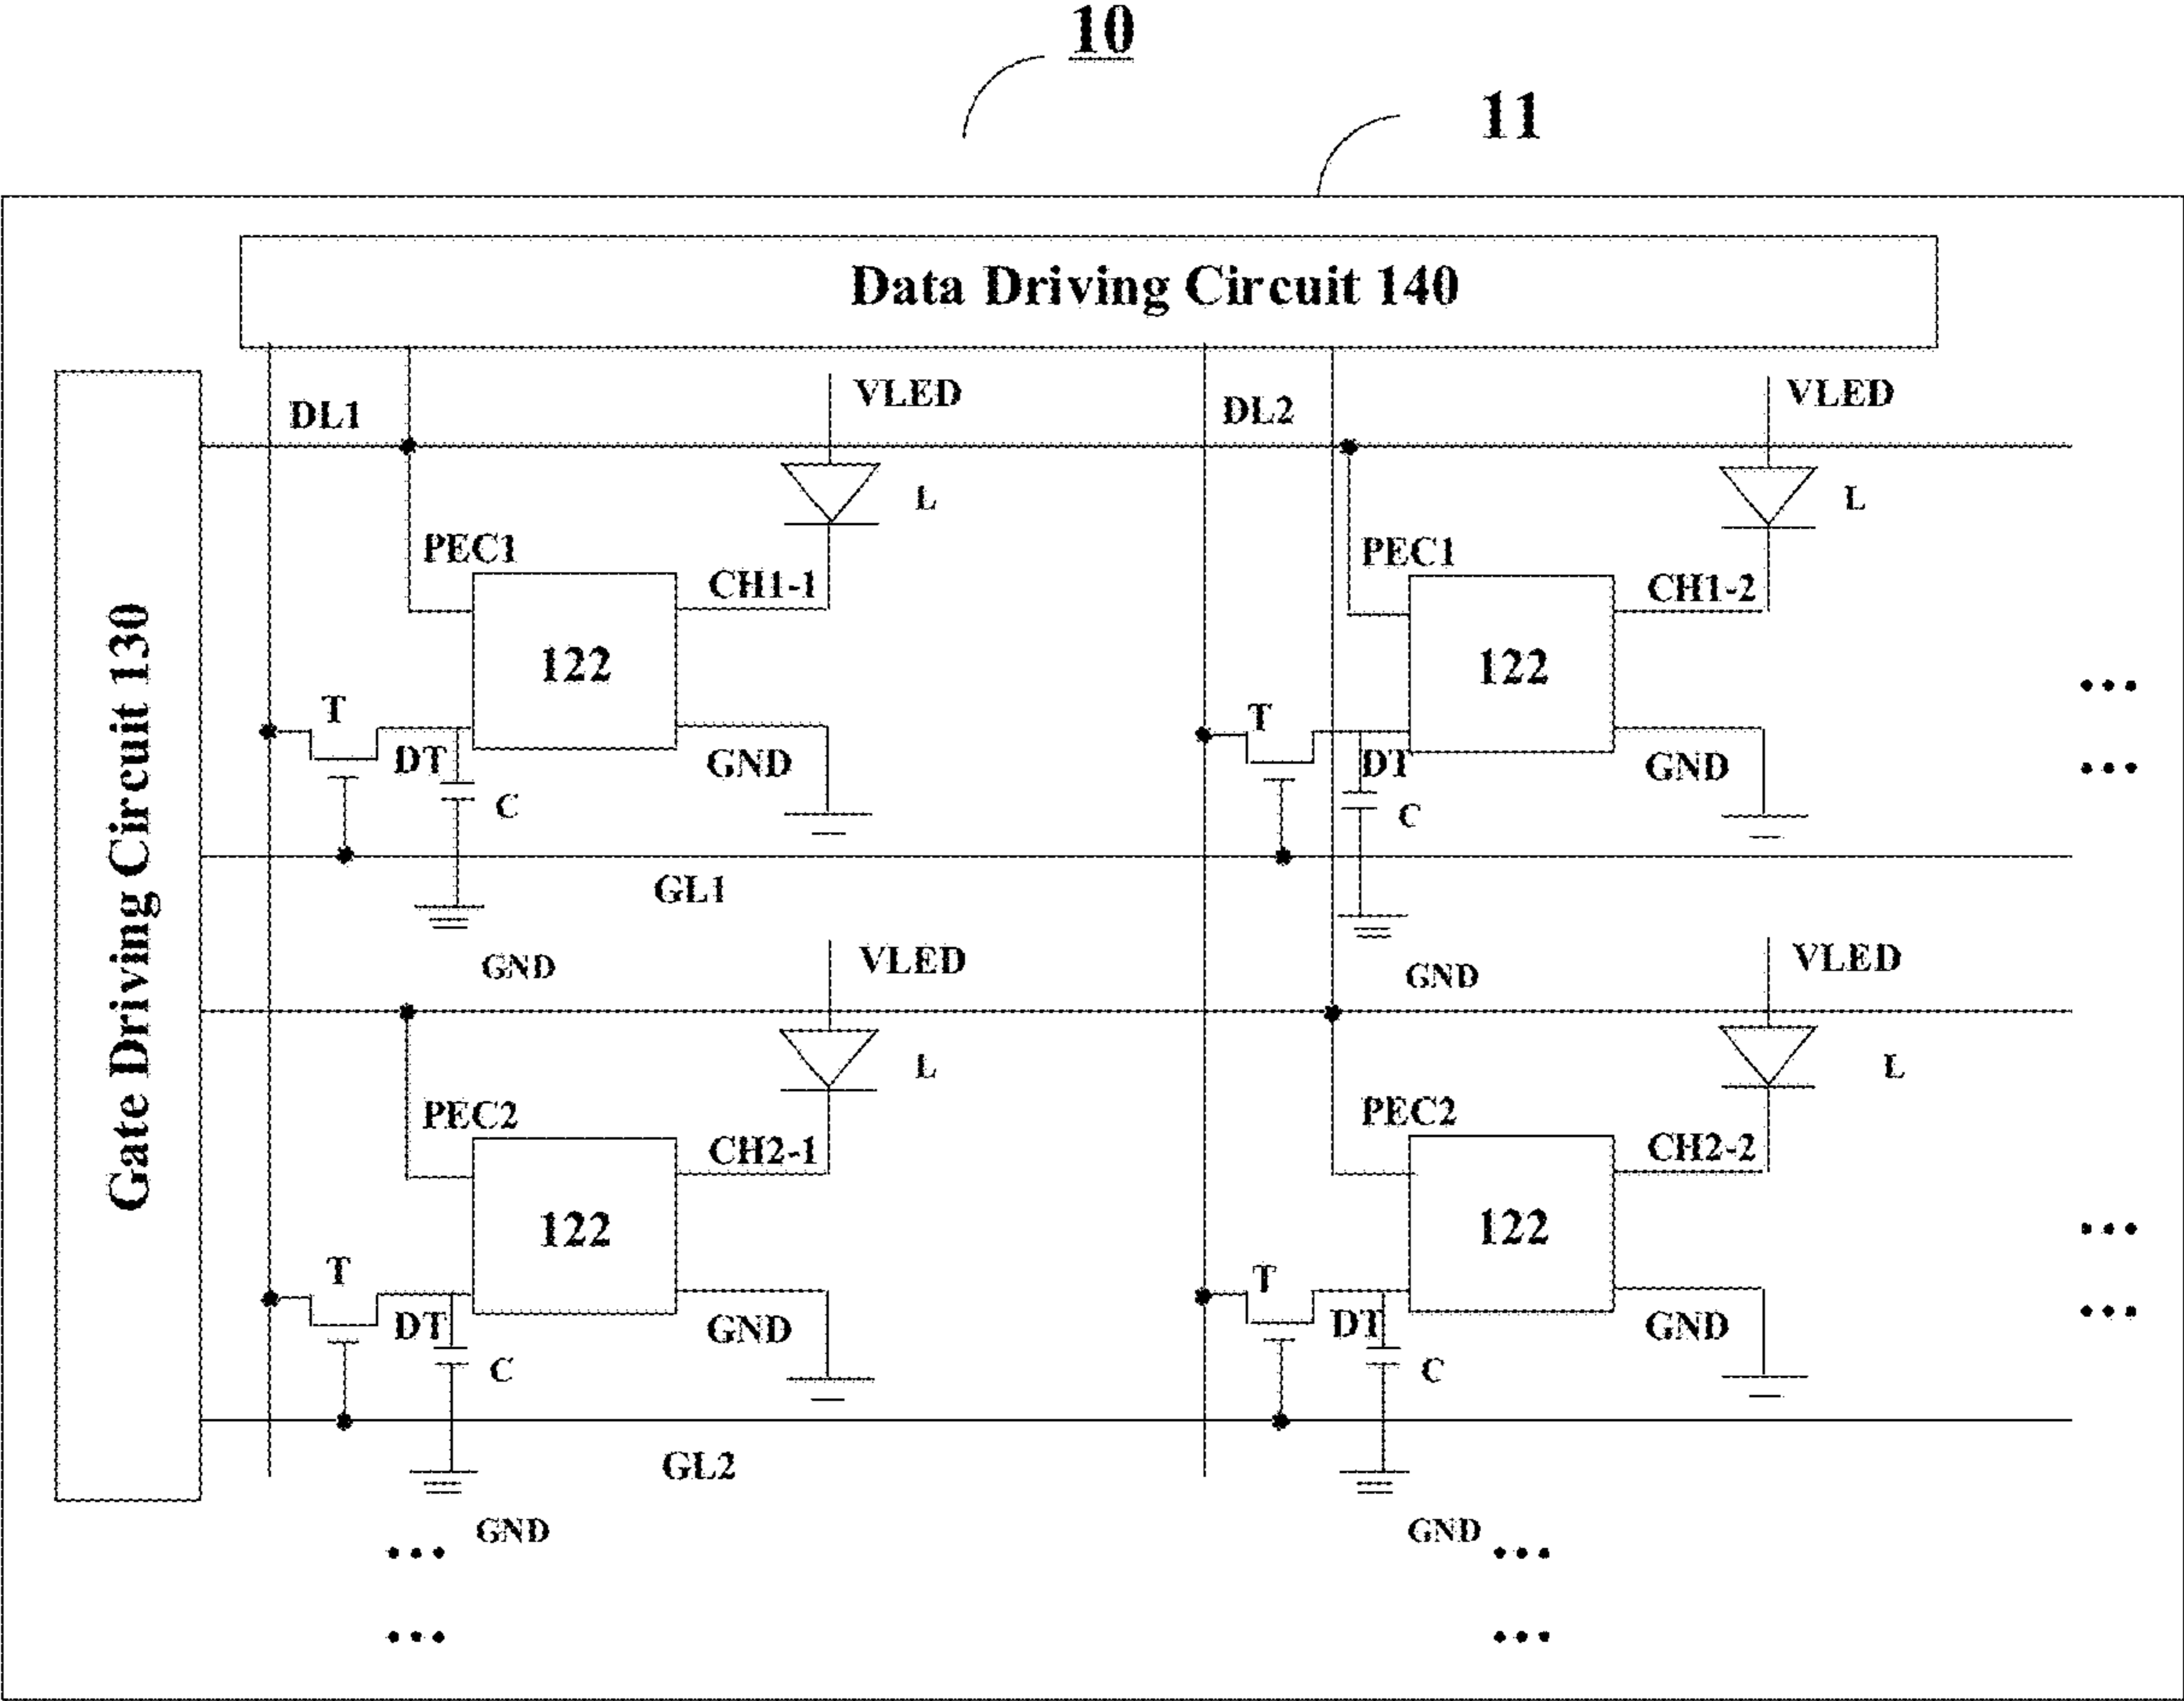 10
11
Data Driving Circuit 140
Gate Driving Circuit 130
DL1
VLED
DL2
VLED
L
L
PEC1
CH1-1
PEC1
CH1-2
122
122
T
DT
C
GND
T
DT
C
GND
GL1
GND
VLED
GND
VLED
L
L
PEC2
CH2-1
PEC2
CH2-2
122
122
T
DT
C
GND
T
DT
C
GND
GL2
GND
GND